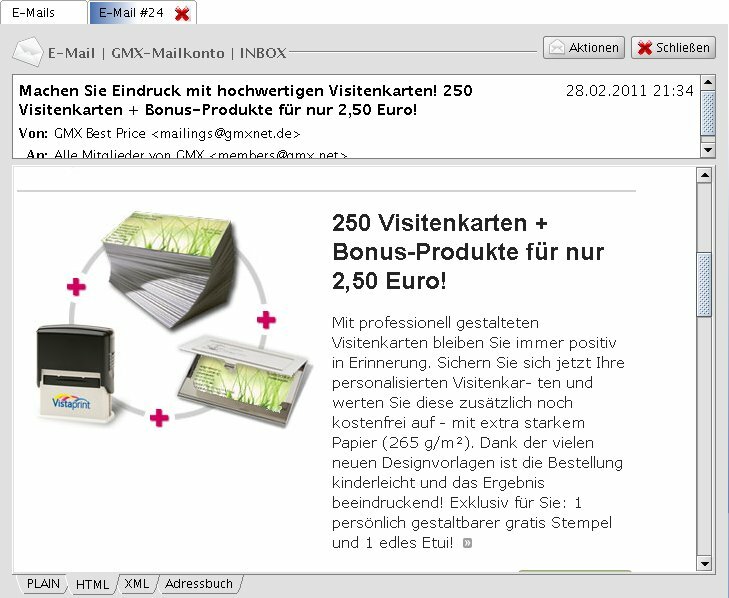 E-Mails
E-Mail #24
E-Mail | GMX-Mailkonto | INBOX
Aktionen
Schließen
Machen Sie Eindruck mit hochwertigen Visitenkarten! 250
Visitenkarten + Bonus-Produkte für nur 2,50 Euro!
28.02.2011 21:34
Von: GMX Best Price <mailings@gmxnet.de>
An: Alle Mitglieder von GMX <members@gmx.net>
250 Visitenkarten +
Bonus-Produkte für nur
2,50 Euro!
Mit professionell gestalteten
Visitenkarten bleiben Sie immer positiv
in Erinnerung. Sichern Sie sich jetzt Ihre
personalisierten Visitenkar- ten und
werten Sie diese zusätzlich noch
kostenfrei auf - mit extra starkem
Papier (265 g/m²). Dank der vielen
neuen Designvorlagen ist die Bestellung
kinderleicht und das Ergebnis
beeindruckend! Exklusiv für Sie: 1
persönlich gestaltbarer gratis Stempel
und 1 edles Etui!
Vistaprint
PLAIN
HTML
XML
Adressbuch